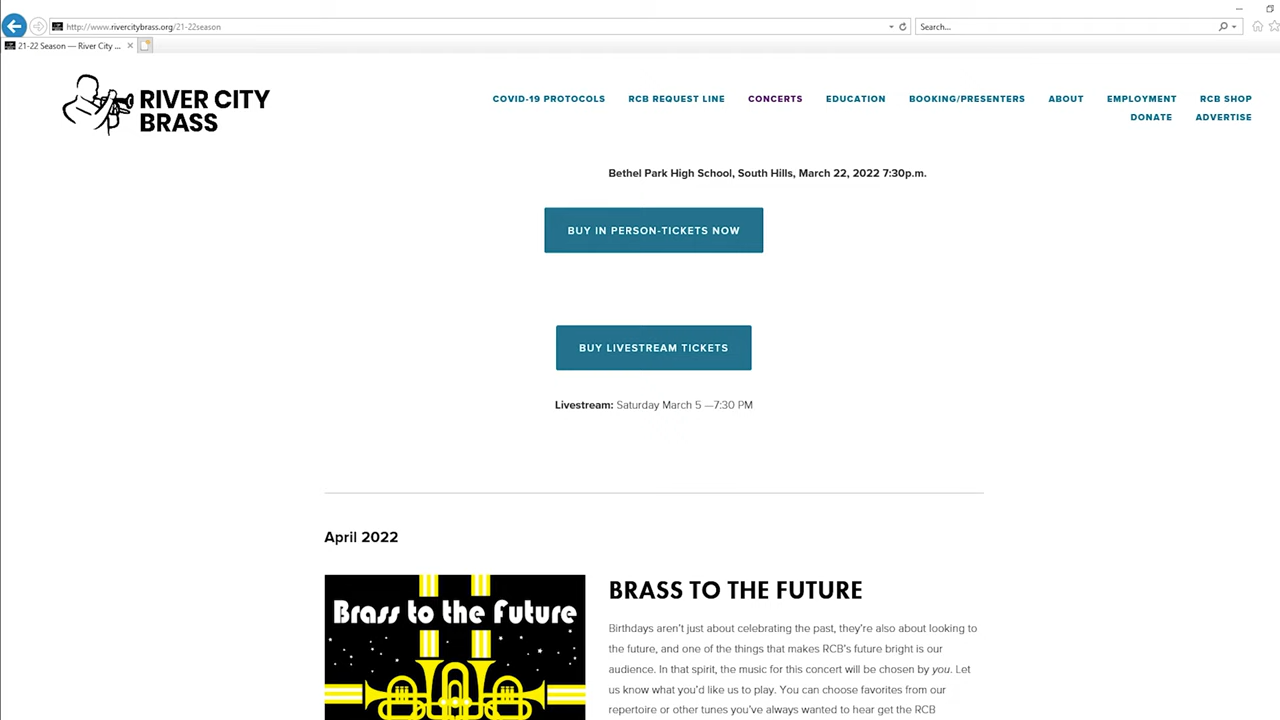 http://www.rivercitybrass.org/21-22season
Search...
21-22 Season — River City ...
RIVER CITY
BRASS
COVID-19 PROTOCOLS RCB REQUEST LINE CONCERTS EDUCATION BOOKING/PRESENTERS ABOUT EMPLOYMENT RCB SHOP
DONATE ADVERTISE
Bethel Park High School, South Hills, March 22, 2022 7:30p.m.
BUY IN PERSON-TICKETS NOW
BUY LIVESTREAM TICKETS
Livestream: Saturday March 5 —7:30 PM
April 2022
Brass to the Future
BRASS TO THE FUTURE
Birthdays aren't just about celebrating the past, they're also about looking to
the future, and one of the things that makes RCB's future bright is our
audience. In that spirit, the music for this concert will be chosen by you. Let
us know what you'd like us to play. You can choose favorites from our
repertoire or other tunes you've always wanted to hear get the RCB